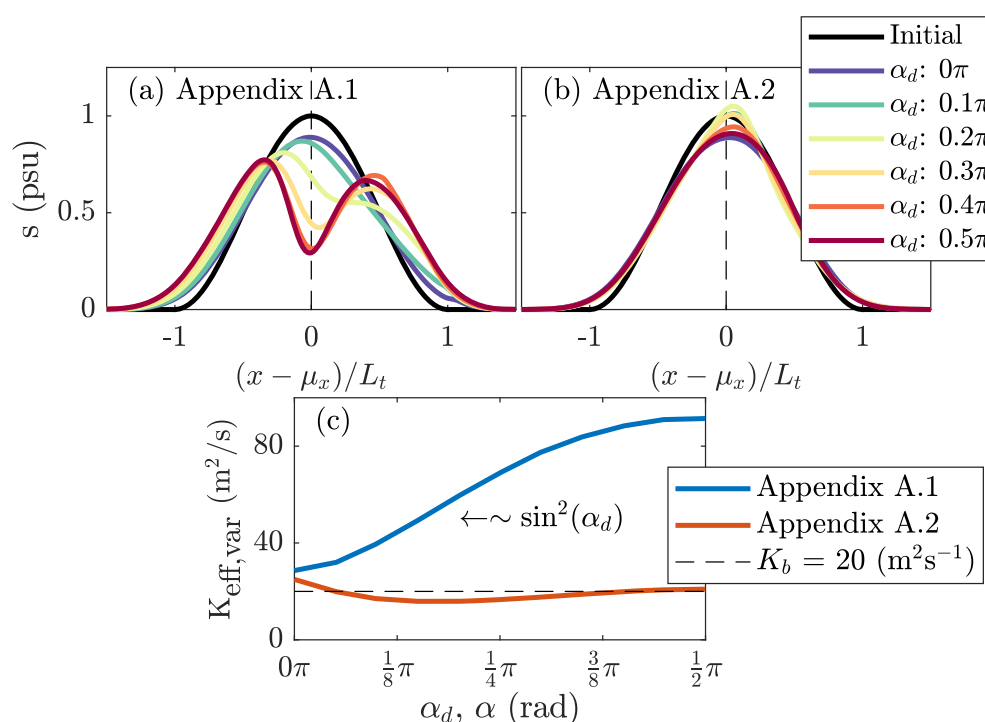 Initial
α_d: 0π
α_d: 0.1π
α_d: 0.2π
α_d: 0.3π
α_d: 0.4π
α_d: 0.5π
(a) Appendix A.1
(b) Appendix A.2
s (psu)
1
0.5
0
-1 0 1
-1 0 1
(x − μ_x)/L_t
(x − μ_x)/L_t
(c)
K_eff,var (m²/s)
80
40
0
←∼ sin²(α_d)
Appendix A.1
Appendix A.2
K_b = 20 (m²s⁻¹)
0π 1/8π 1/4π 3/8π 1/2π
α_d, α (rad)